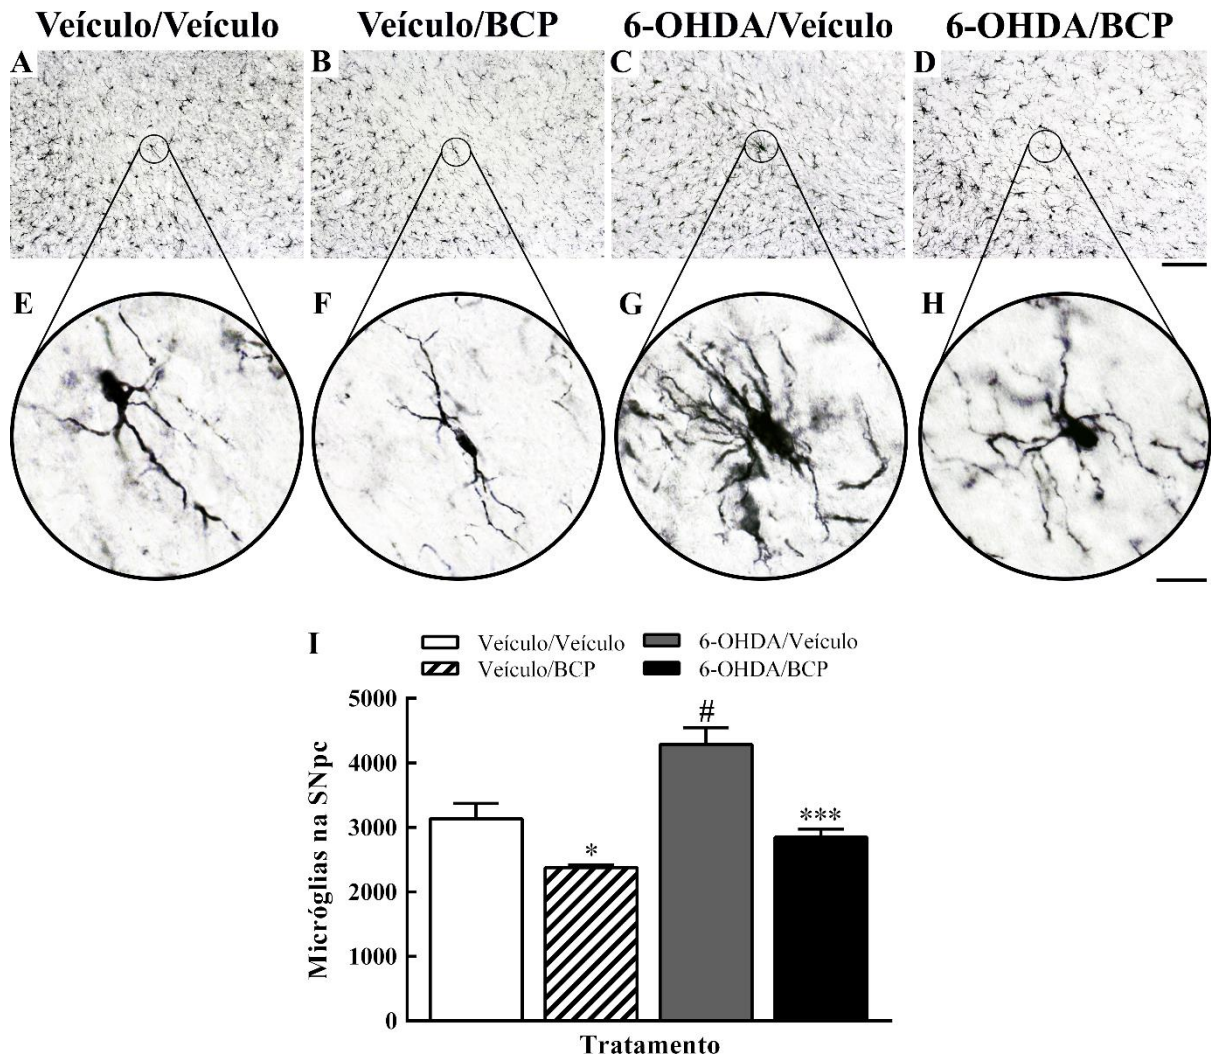 Veículo/Veículo Veículo/BCP 6-OHDA/Veículo 6-OHDA/BCP
A B C D
E F G H
I
Veículo/Veículo 6-OHDA/Veículo
Veículo/BCP 6-OHDA/BCP
Micróglias na SNpc
5000
4000
3000
2000
1000
0
*
#
***
Tratamento